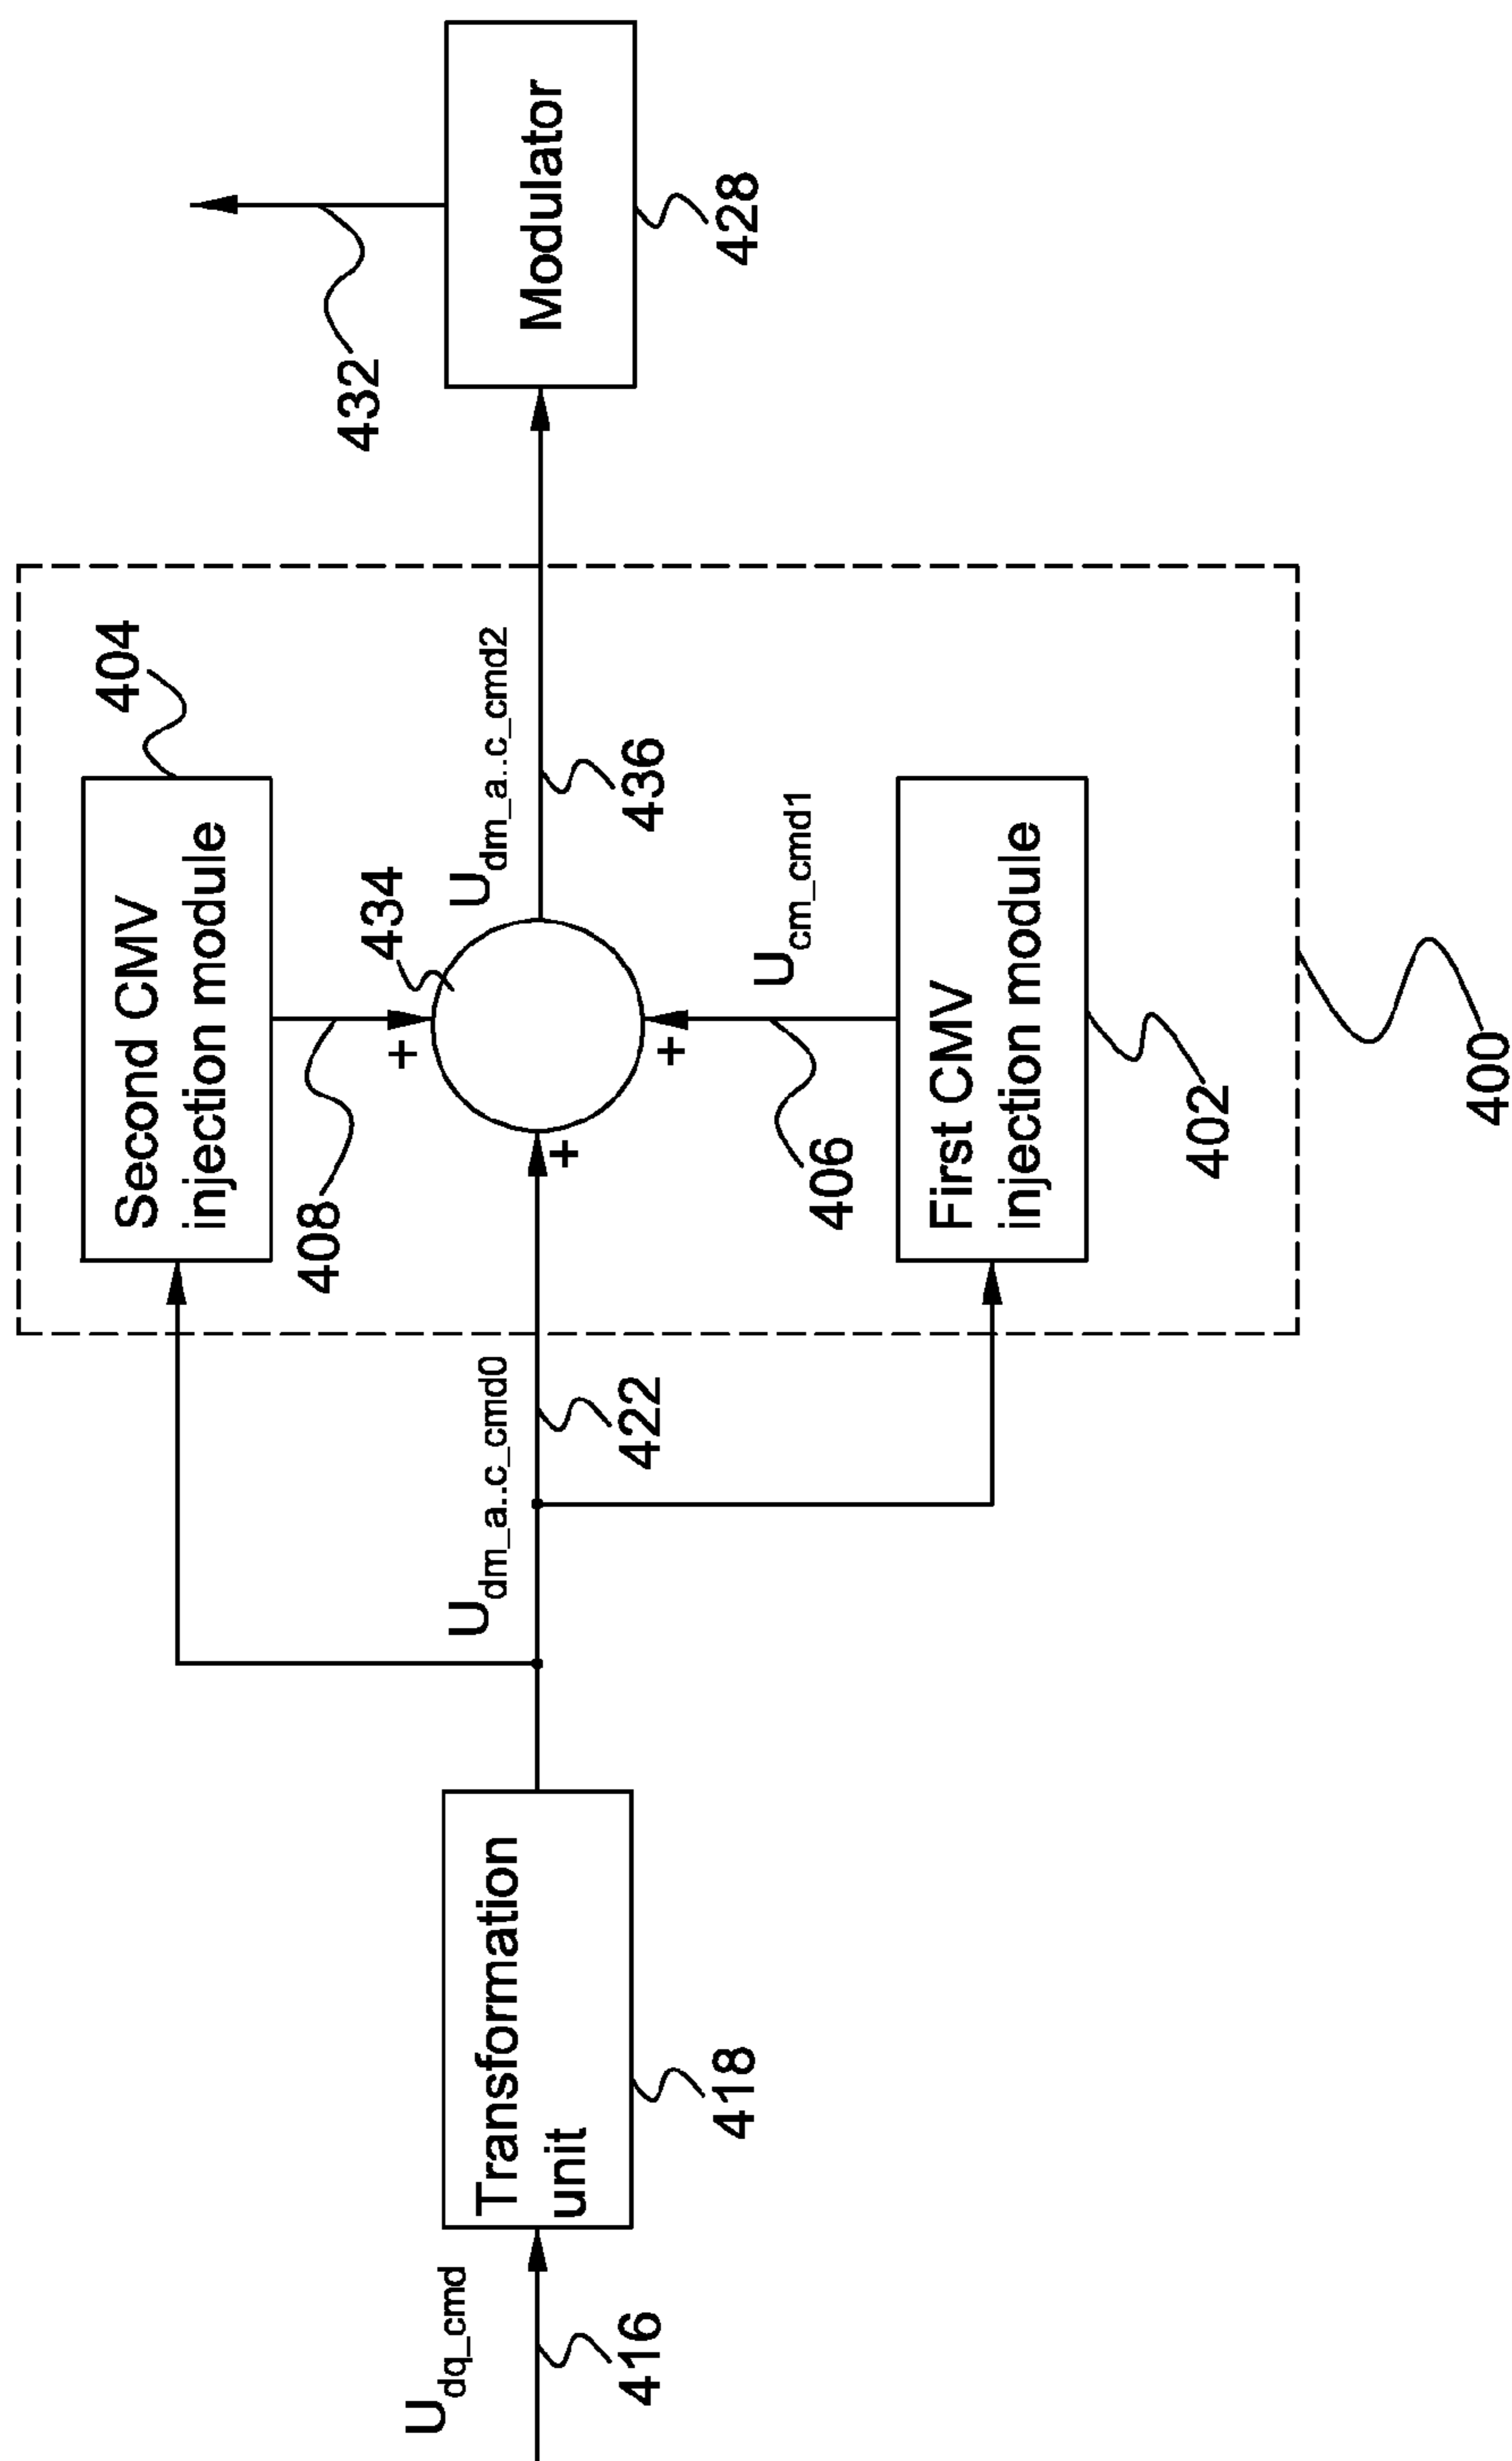 Second CMV
injection module
404
408
434
U_dq_cmd
416
Transformation
unit
418
U_dm_a..c_cmd0
422
U_dm_a..c_cmd2
436
432
Modulator
428
+
+
+
U_cm_cmd1
406
First CMV
injection module
402
400